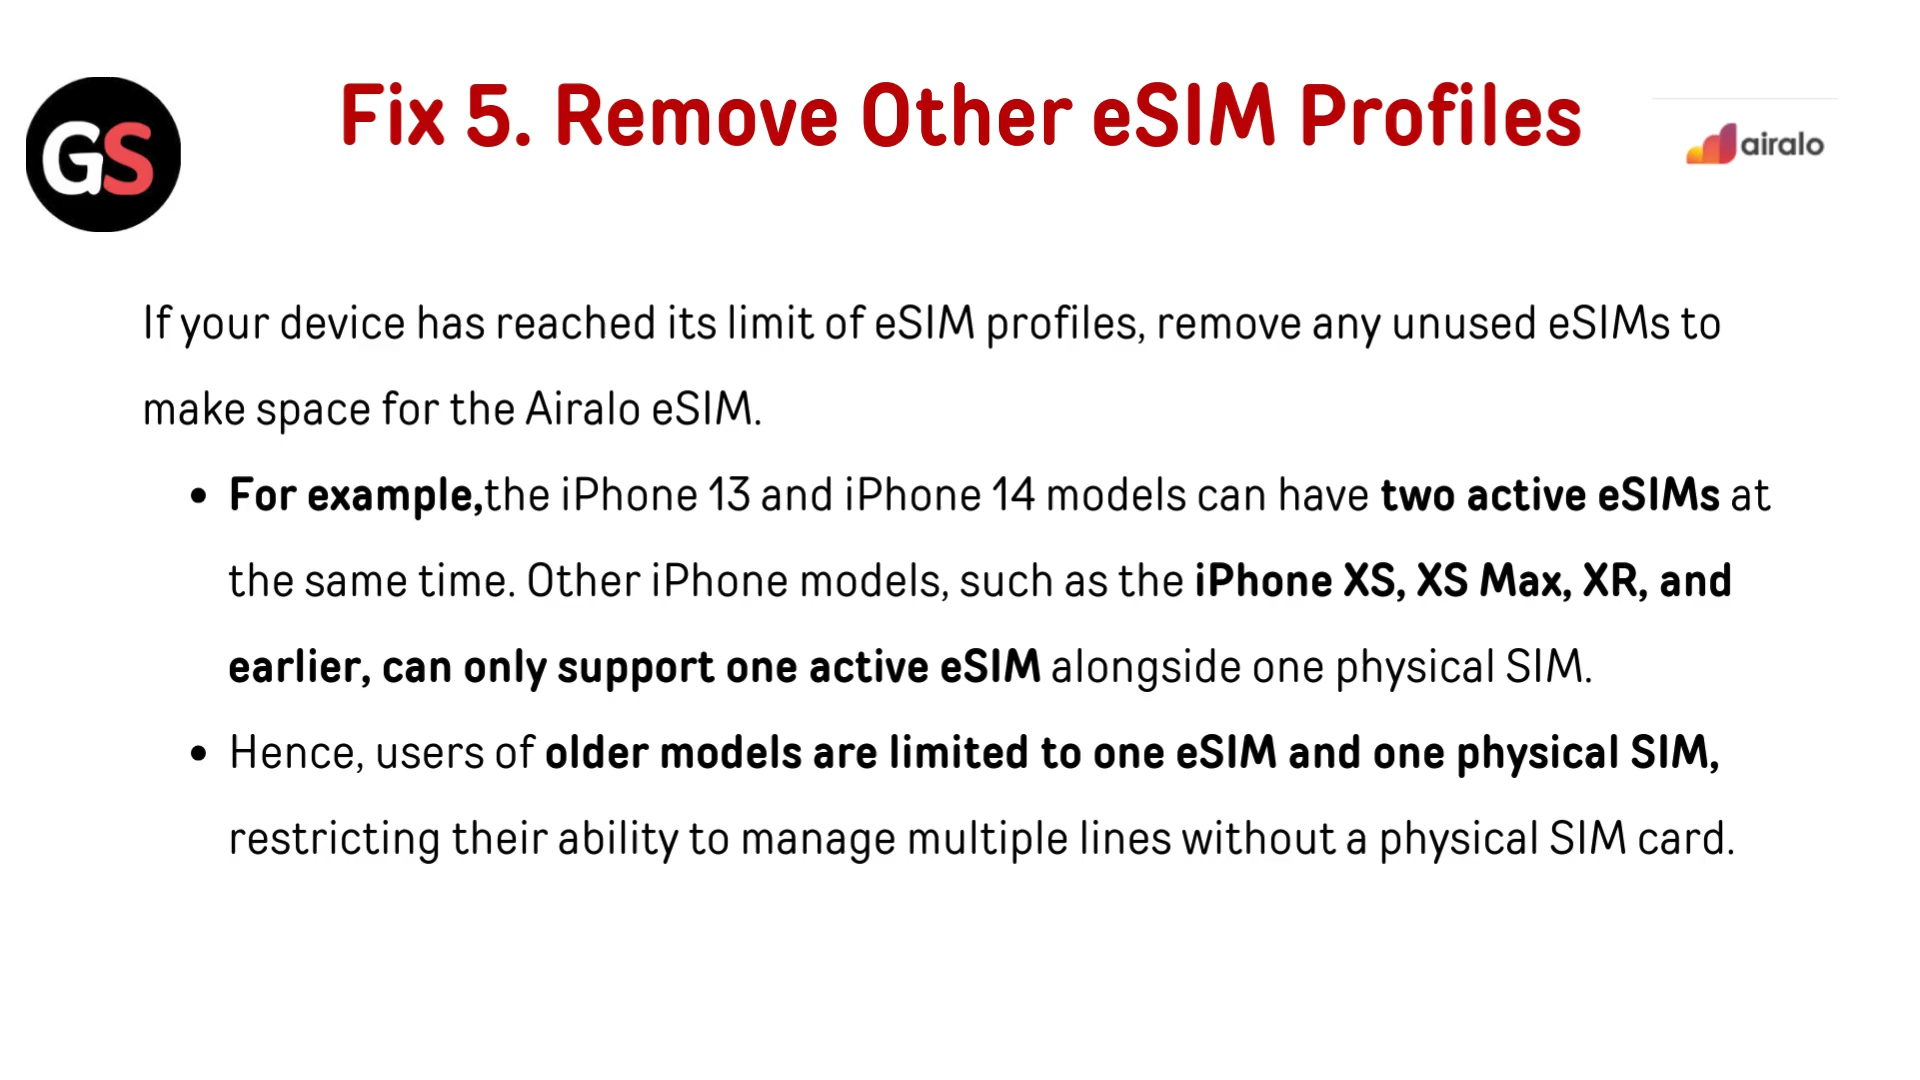 GS
Fix 5. Remove Other eSIM Profiles
airalo
If your device has reached its limit of eSIM profiles, remove any unused eSIMs to
make space for the Airalo eSIM.
• For example,the iPhone 13 and iPhone 14 models can have two active eSIMs at
the same time. Other iPhone models, such as the iPhone XS, XS Max, XR, and
earlier, can only support one active eSIM alongside one physical SIM.
• Hence, users of older models are limited to one eSIM and one physical SIM,
restricting their ability to manage multiple lines without a physical SIM card.